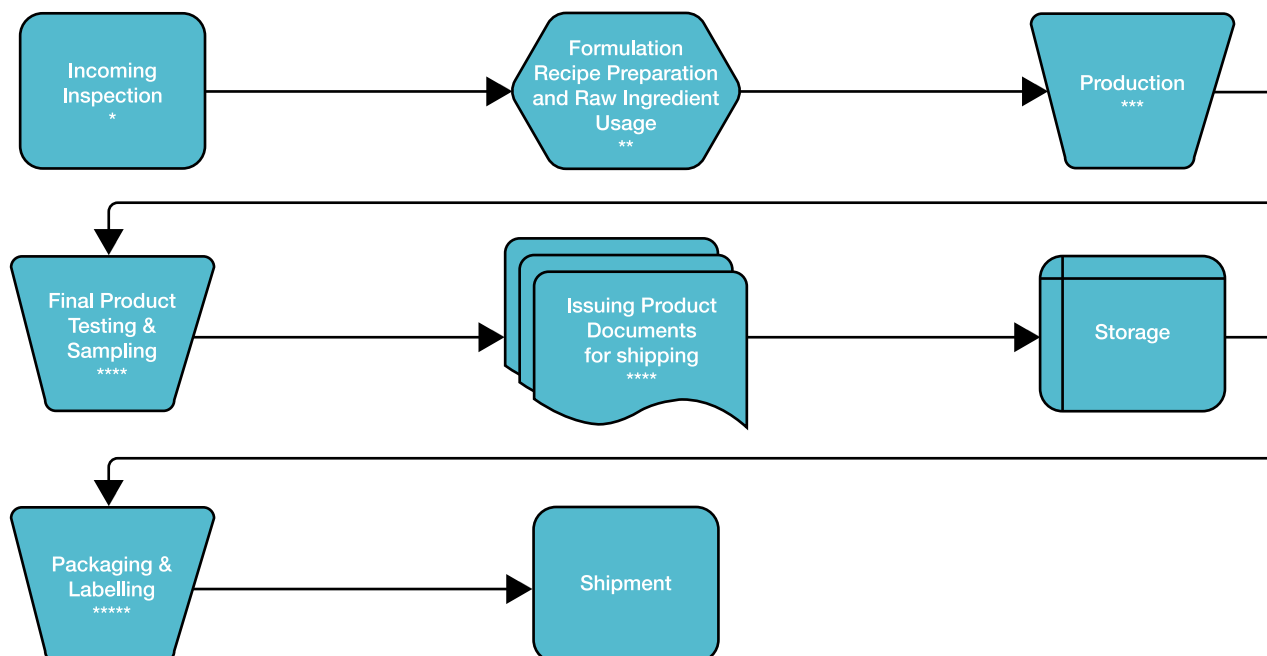 Incoming
Inspection
*
Formulation
Recipe Preparation
and Raw Ingredient
Usage
**
Production
***
Final Product
Testing &
Sampling
****
Issuing Product
Documents
for shipping
****
Storage
Packaging &
Labelling
*****
Shipment